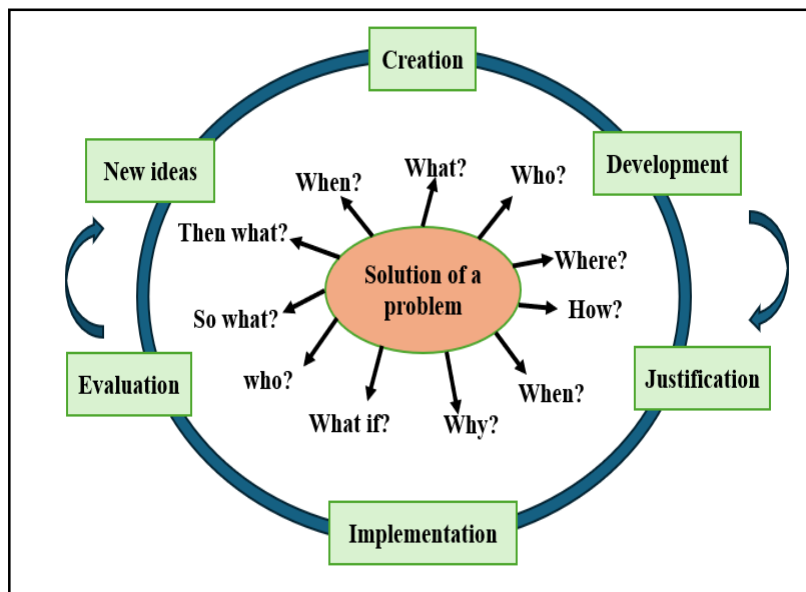 Creation
New ideas
Development
When?
What?
Who?
Then what?
Where?
Solution of a
problem
So what?
How?
who?
When?
What if?
Why?
Evaluation
Justification
Implementation